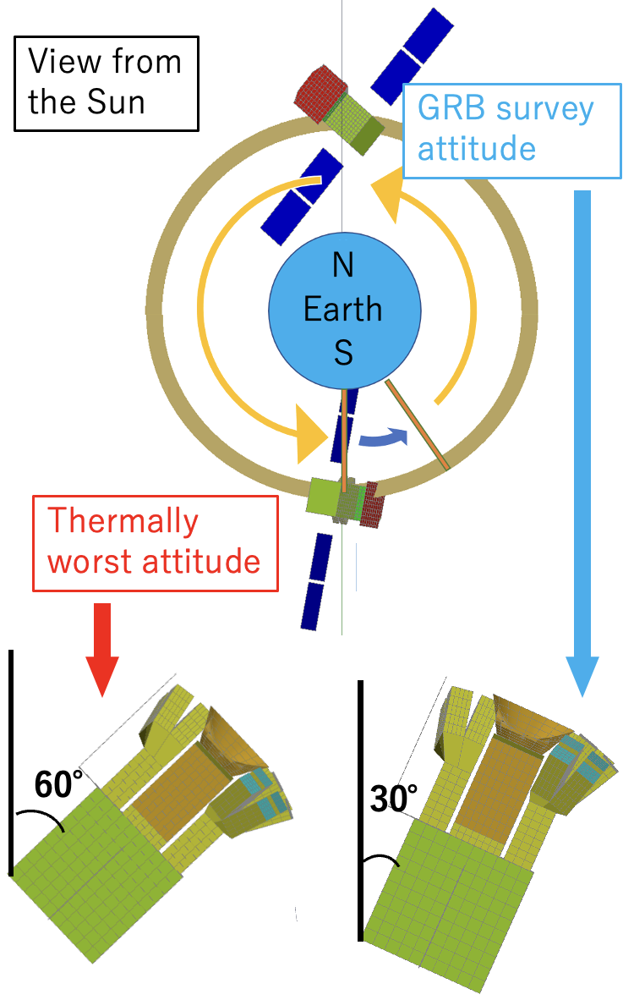 View from
the Sun
GRB survey
attitude
N
Earth
S
Thermally
worst attitude
60°
30°